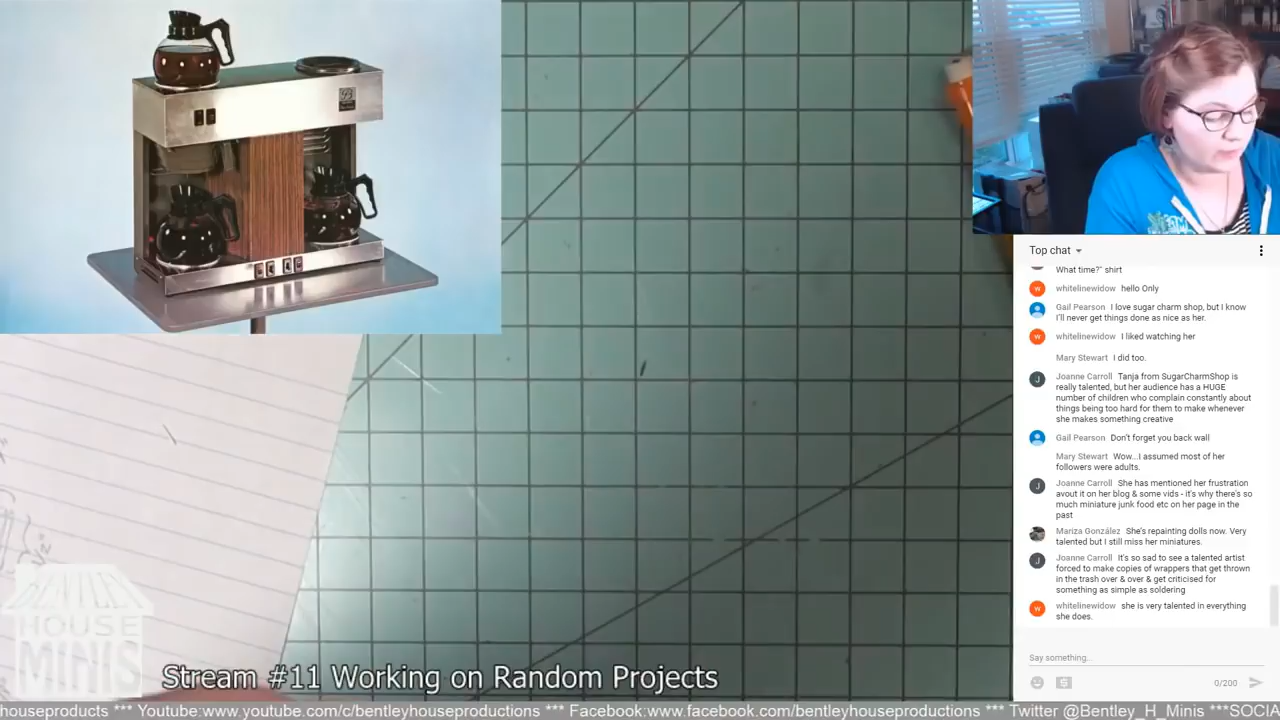 Top chat
What time?" shirt
whitelinewidow hello Only
Gail Pearson I love sugar charm shop, but I know
I'll never get things done as nice as her.
whitelinewidow I liked watching her
Mary Stewart I did too.
Joanne Carroll Tanja from SugarCharmShop is
really talented, but her audience has a HUGE
number of children who complain constantly about
things being too hard for them to make whenever
she makes something creative
Gail Pearson Don't forget you back wall
Mary Stewart Wow...I assumed most of her
followers were adults.
Joanne Carroll She has mentioned her frustration
avout it on her blog & some vids - it's why there's so
much miniature junk food etc on her page in the
past
Mariza González She's repainting dolls now. Very
talented but I still miss her miniatures.
Joanne Carroll It's so sad to see a talented artist
forced to make copies of wrappers that get thrown
in the trash over & over & get criticised for
something as simple as soldering
whitelinewidow she is very talented in everything
she does.
Say something...
0/200
HOUSE
MINIS
Stream #11 Working on Random Projects
houseproducts *** Youtube:www.youtube.com/c/bentleyhouseproductions *** Facebook:www.facebook.com/bentleyhouseproductions *** Twitter @Bentley_H_Minis ***SOCIA